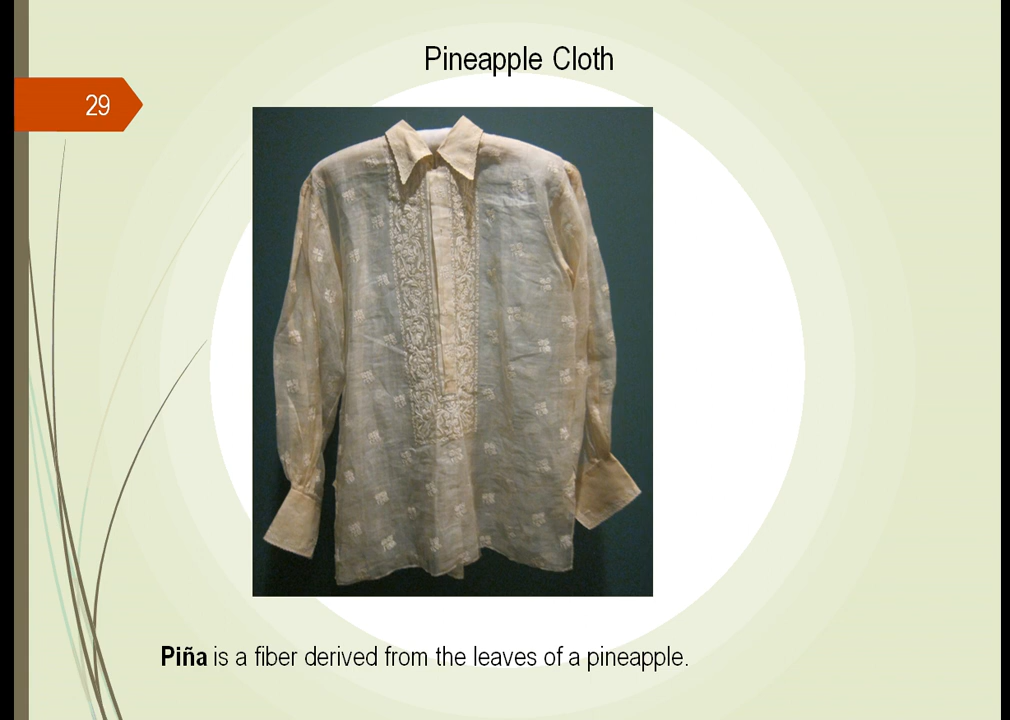 Pineapple Cloth
29
Piña is a fiber derived from the leaves of a pineapple.